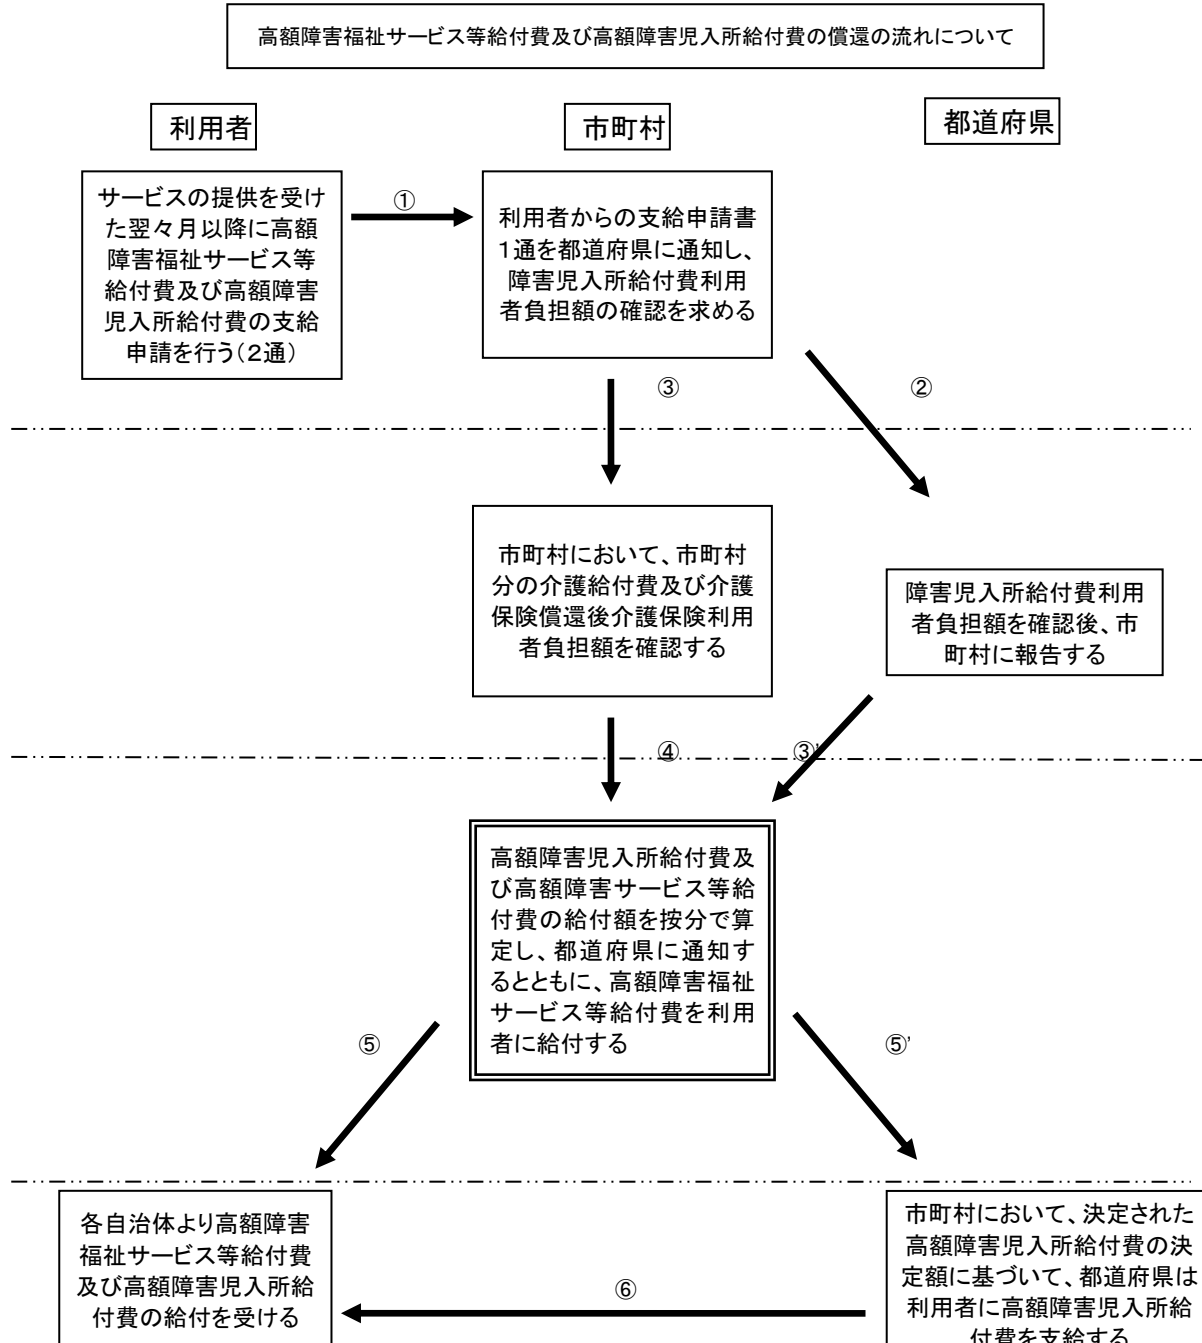 高額障害福祉サービス等給付費及び高額障害児入所給付費の償還の流れについて
利用者
市町村
都道府県
サービスの提供を受け
た翌々月以降に高額
障害福祉サービス等
給付費及び高額障害
児入所給付費の支給
申請を行う(2通)
①
利用者からの支給申請書
1通を都道府県に通知し、
障害児入所給付費利用
者負担額の確認を求める
③
②
市町村において、市町村
分の介護給付費及び介護
保険償還後介護保険利用
者負担額を確認する
障害児入所給付費利用
者負担額を確認後、市
町村に報告する
④
③'
高額障害児入所給付費及
び高額障害サービス等給
付費の給付額を按分で算
定し、都道府県に通知す
るとともに、高額障害福祉
サービス等給付費を利用
者に給付する
⑤
⑤'
各自治体より高額障害
福祉サービス等給付費
及び高額障害児入所給
付費の給付を受ける
⑥
市町村において、決定された
高額障害児入所給付費の決
定額に基づいて、都道府県は
利用者に高額障害児入所給
付費を支給する